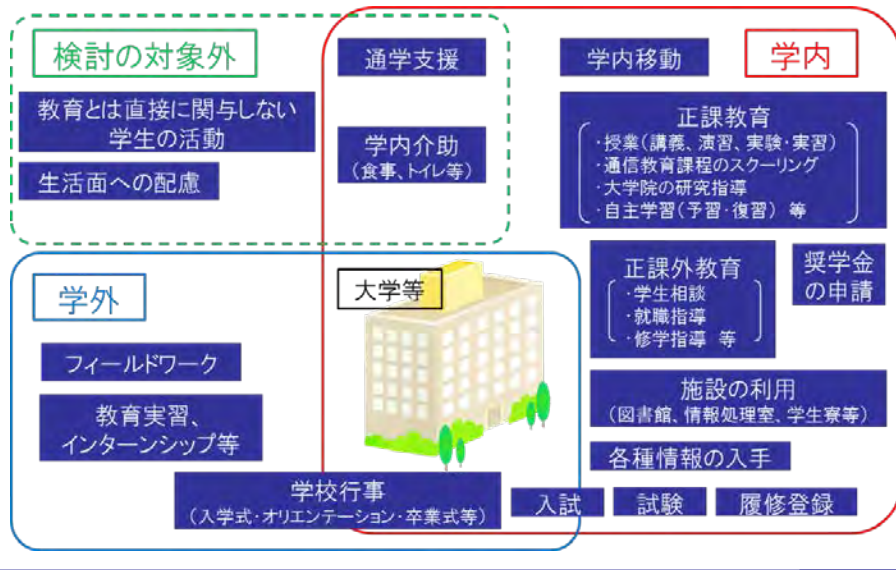 検討の対象外
教育とは直接に関与しない
学生の活動
生活面への配慮
通学支援
学内介助
(食事、トイレ等)
学内移動
学内
正課教育
・授業(講義、演習、実験・実習)
・通信教育課程のスクーリング
・大学院の研究指導
・自主学習(予習・復習) 等
正課外教育
・学生相談
・就職指導
・修学指導 等
奨学金
の申請
施設の利用
(図書館、情報処理室、学生寮等)
各種情報の入手
入試
試験
履修登録
大学等
学外
フィールドワーク
教育実習、
インターンシップ等
学校行事
(入学式・オリエンテーション・卒業式等)